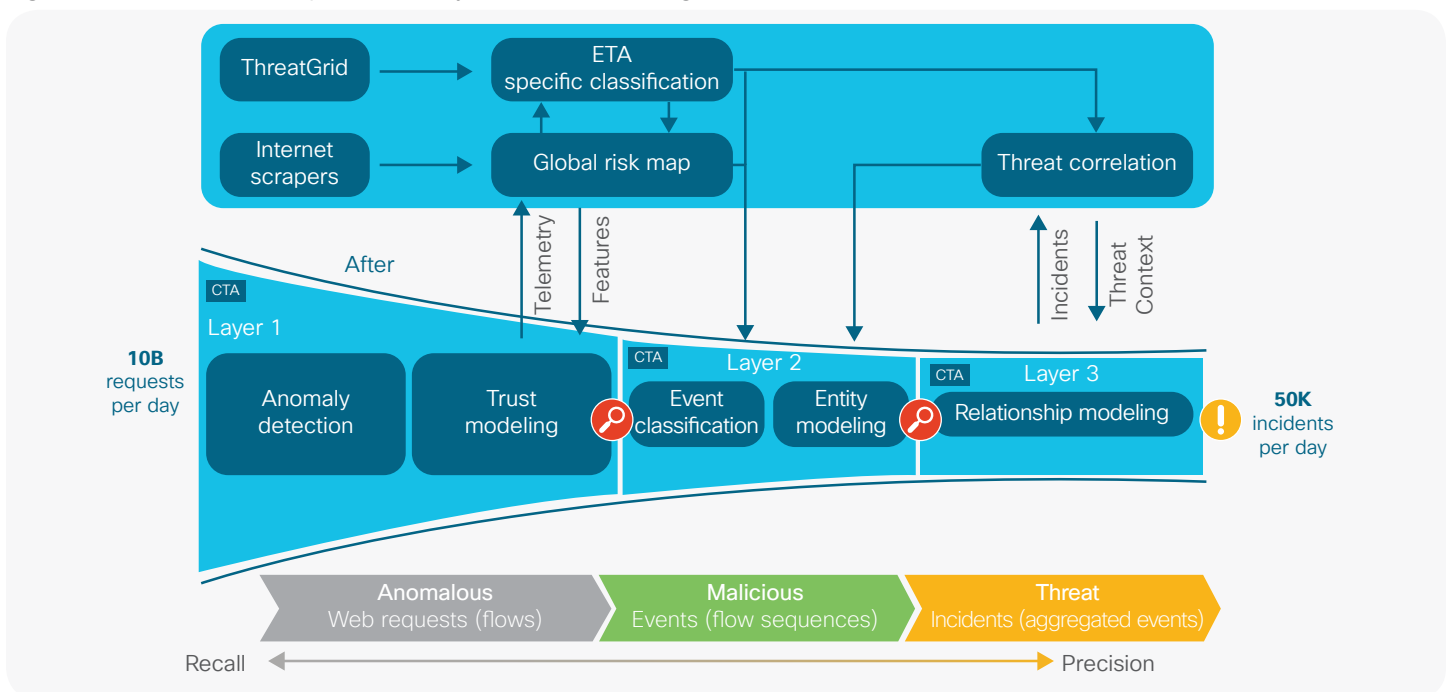 ThreatGrid
ETA
specific classification
Internet
scrapers
Global risk map
Threat correlation
Telemetry
Features
Incidents
Threat
Context
After
CTA
Layer 1
10B
requests
per day
Anomaly
detection
Trust
modeling
CTA
Layer 2
Event
classification
Entity
modeling
CTA
Layer 3
Relationship modeling
50K
incidents
per day
Anomalous
Web requests (flows)
Malicious
Events (flow sequences)
Threat
Incidents (aggregated events)
Recall
Precision